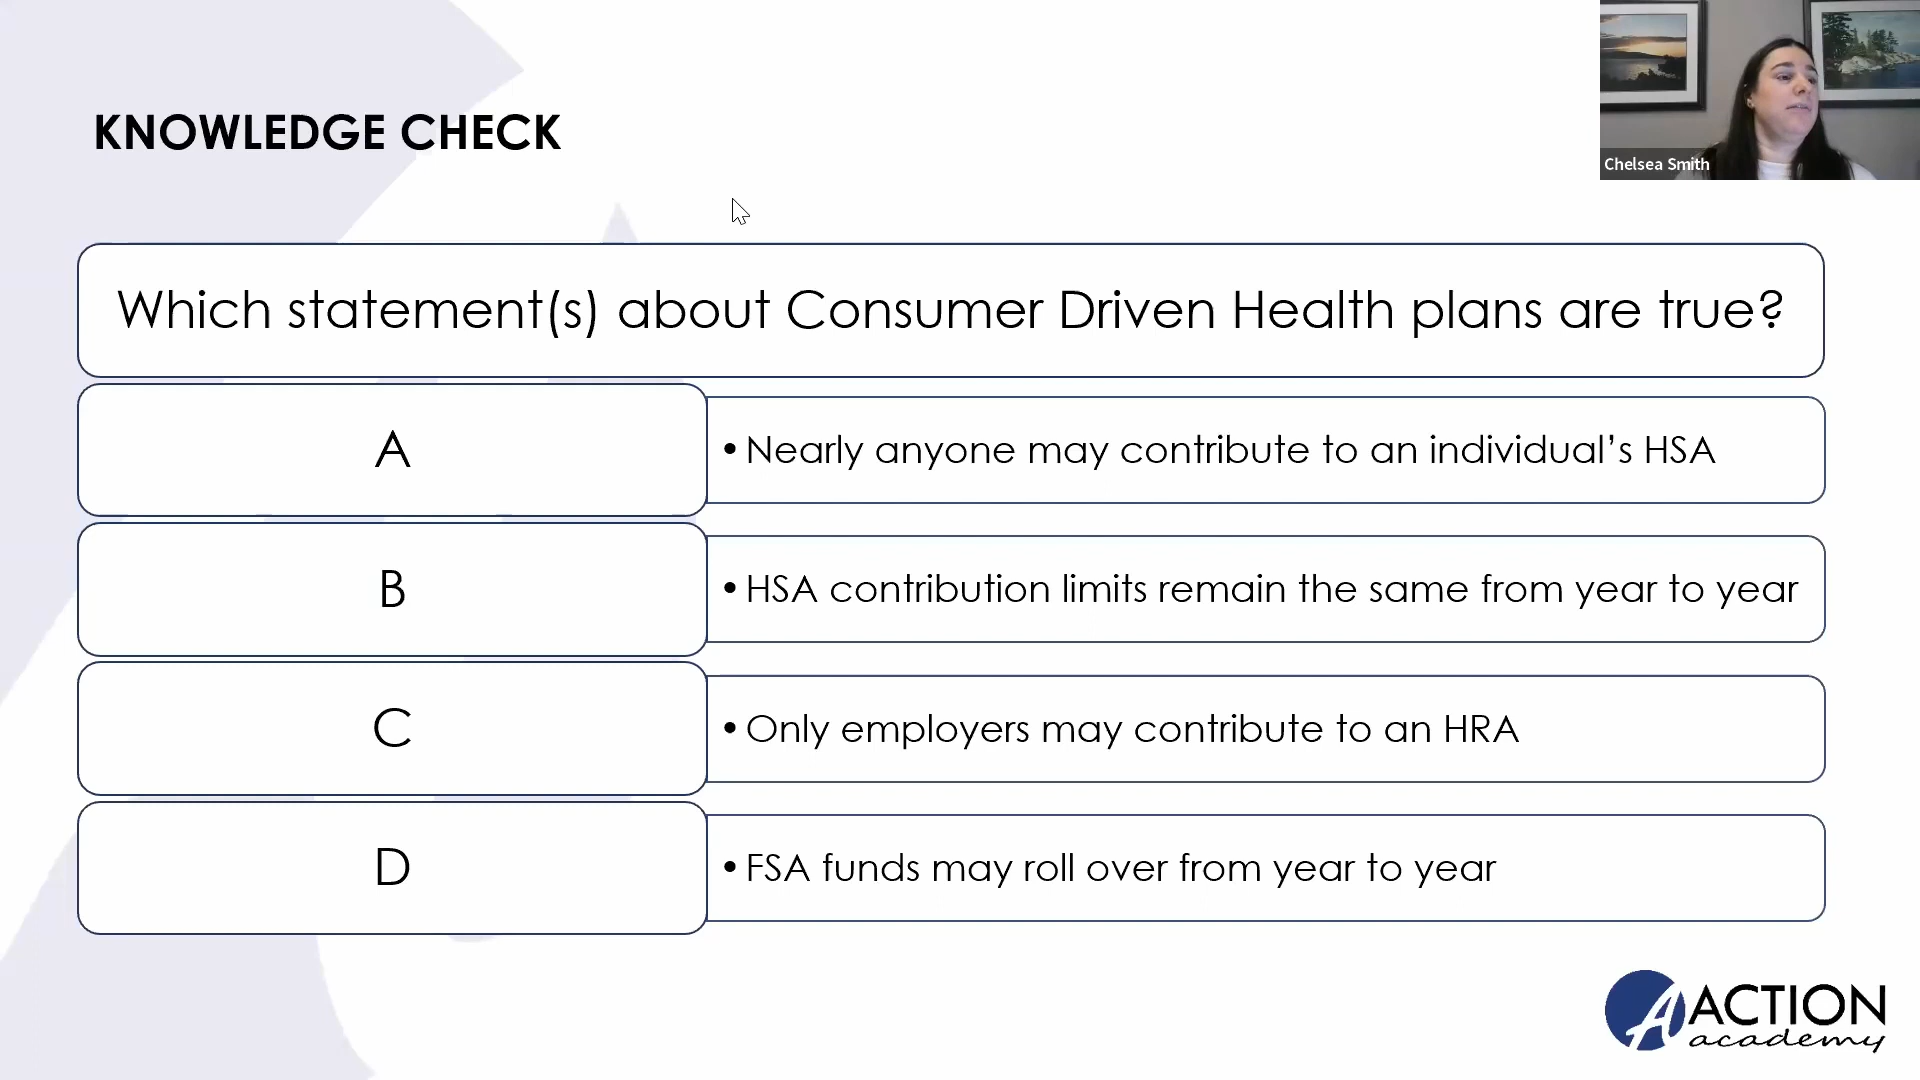 KNOWLEDGE CHECK
Chelsea Smith
Which statement(s) about Consumer Driven Health plans are true?
A
• Nearly anyone may contribute to an individual’s HSA
B
• HSA contribution limits remain the same from year to year
C
• Only employers may contribute to an HRA
D
• FSA funds may roll over from year to year
A ACTION
academy